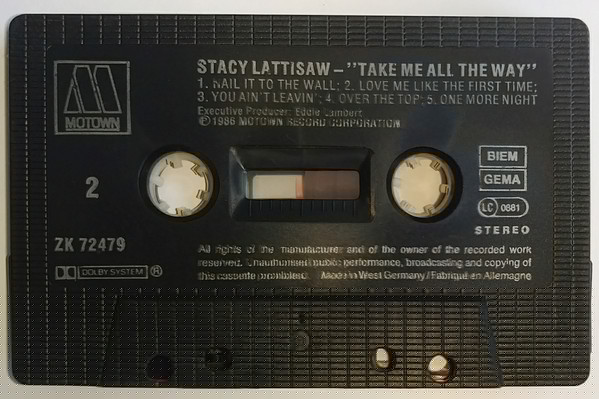 STACY LATTISAW – "TAKE ME ALL THE WAY"
1. NAIL IT TO THE WALL; 2. LOVE ME LIKE THE FIRST TIME;
3. YOU AIN'T LEAVIN'; 4. OVER THE TOP; 5. ONE MORE NIGHT
Executive Producer: Eddie Lambert
℗ 1986 MOTOWN RECORD CORPORATION
MOTOWN
2
BIEM
GEMA
LC 0681
STEREO
ZK 72479
DOLBY SYSTEM ®
All rights of the manufacturer and of the owner of the recorded work
reserved. Unauthorised public performance, broadcasting and copying of
this cassette prohibited. Made in West Germany/Fabriqué en Allemagne